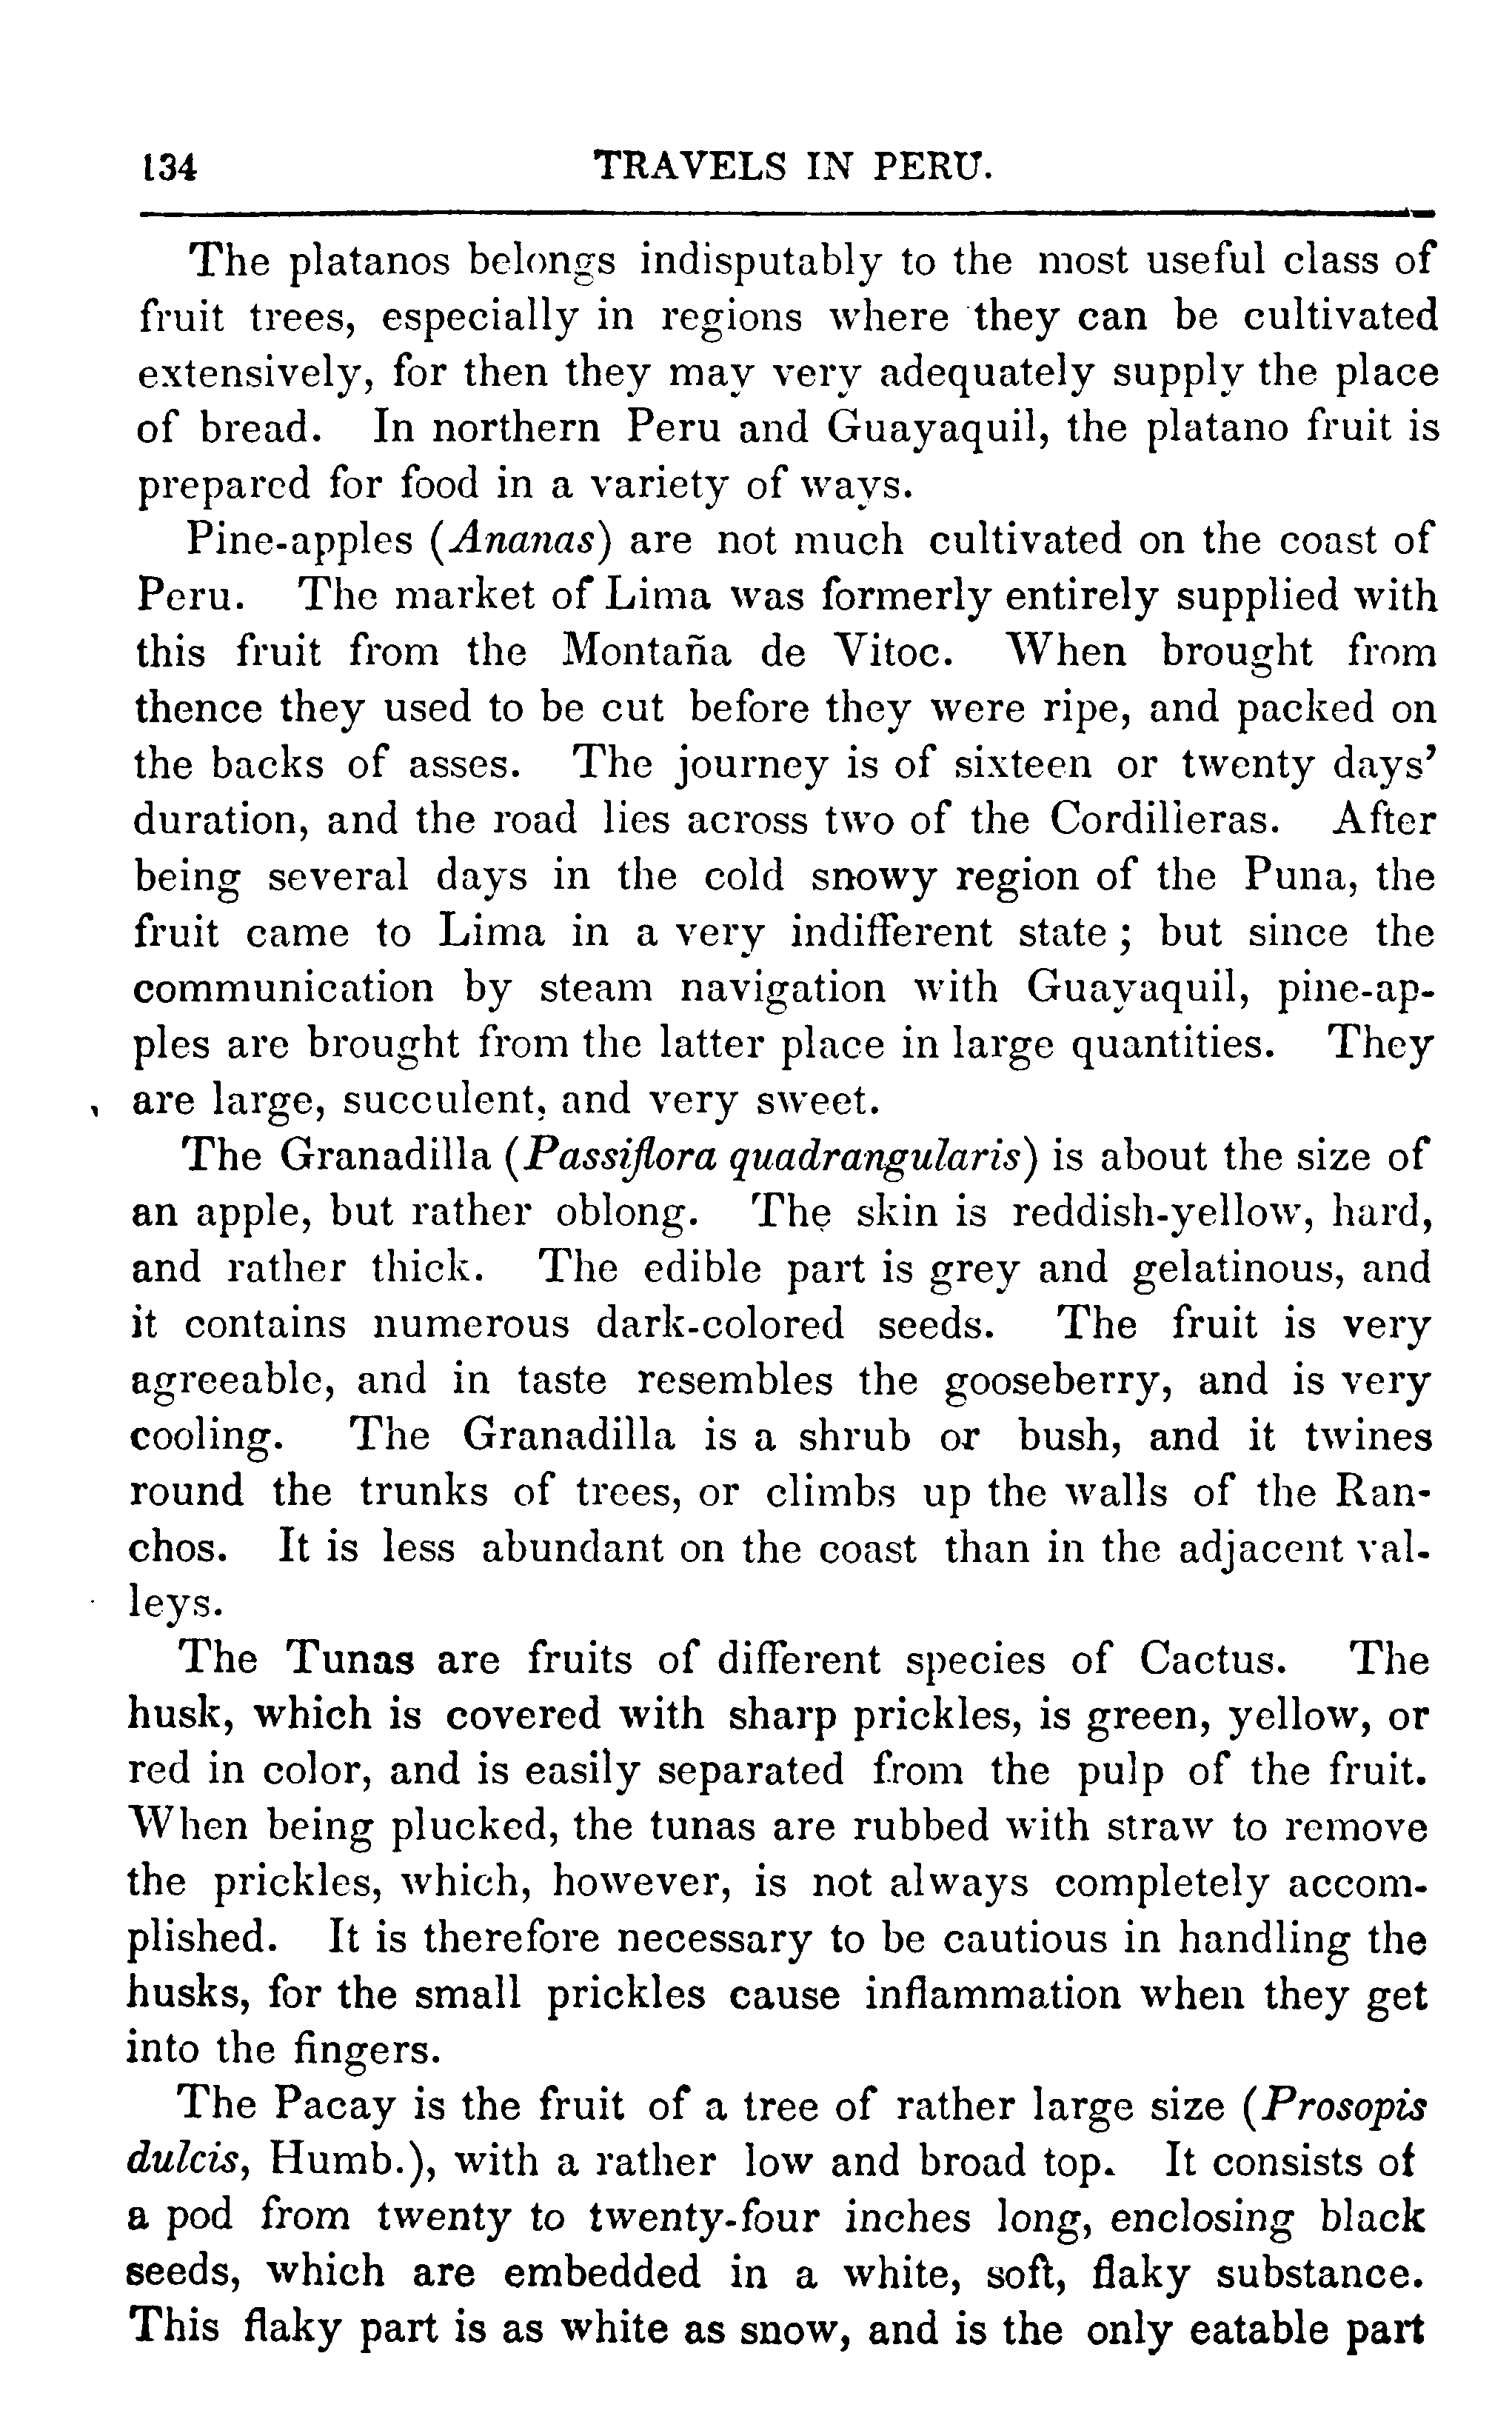 134 TRAVELS IN PERU.
The platanos belongs indisputably to the most useful class of
fruit trees, especially in regions where they can be cultivated
extensively, for then they may very adequately supply the place
of bread. In northern Peru and Guayaquil, the platano fruit is
prepared for food in a variety of ways.
Pine-apples (Ananas) are not much cultivated on the coast of
Peru. The market of Lima was formerly entirely supplied with
this fruit from the Montaña de Vitoc. When brought from
thence they used to be cut before they were ripe, and packed on
the backs of asses. The journey is of sixteen or twenty days'
duration, and the road lies across two of the Cordilleras. After
being several days in the cold snowy region of the Puna, the
fruit came to Lima in a very indifferent state; but since the
communication by steam navigation with Guayaquil, pine-ap-
ples are brought from the latter place in large quantities. They
are large, succulent, and very sweet.
The Granadilla (Passiflora quadrangularis) is about the size of
an apple, but rather oblong. The skin is reddish-yellow, hard,
and rather thick. The edible part is grey and gelatinous, and
it contains numerous dark-colored seeds. The fruit is very
agreeable, and in taste resembles the gooseberry, and is very
cooling. The Granadilla is a shrub or bush, and it twines
round the trunks of trees, or climbs up the walls of the Ran-
chos. It is less abundant on the coast than in the adjacent val-
leys.
The Tunas are fruits of different species of Cactus. The
husk, which is covered with sharp prickles, is green, yellow, or
red in color, and is easily separated from the pulp of the fruit.
When being plucked, the tunas are rubbed with straw to remove
the prickles, which, however, is not always completely accom-
plished. It is therefore necessary to be cautious in handling the
husks, for the small prickles cause inflammation when they get
into the fingers.
The Pacay is the fruit of a tree of rather large size (Prosopis
dulcis, Humb.), with a rather low and broad top. It consists of
a pod from twenty to twenty-four inches long, enclosing black
seeds, which are embedded in a white, soft, flaky substance.
This flaky part is as white as snow, and is the only eatable part